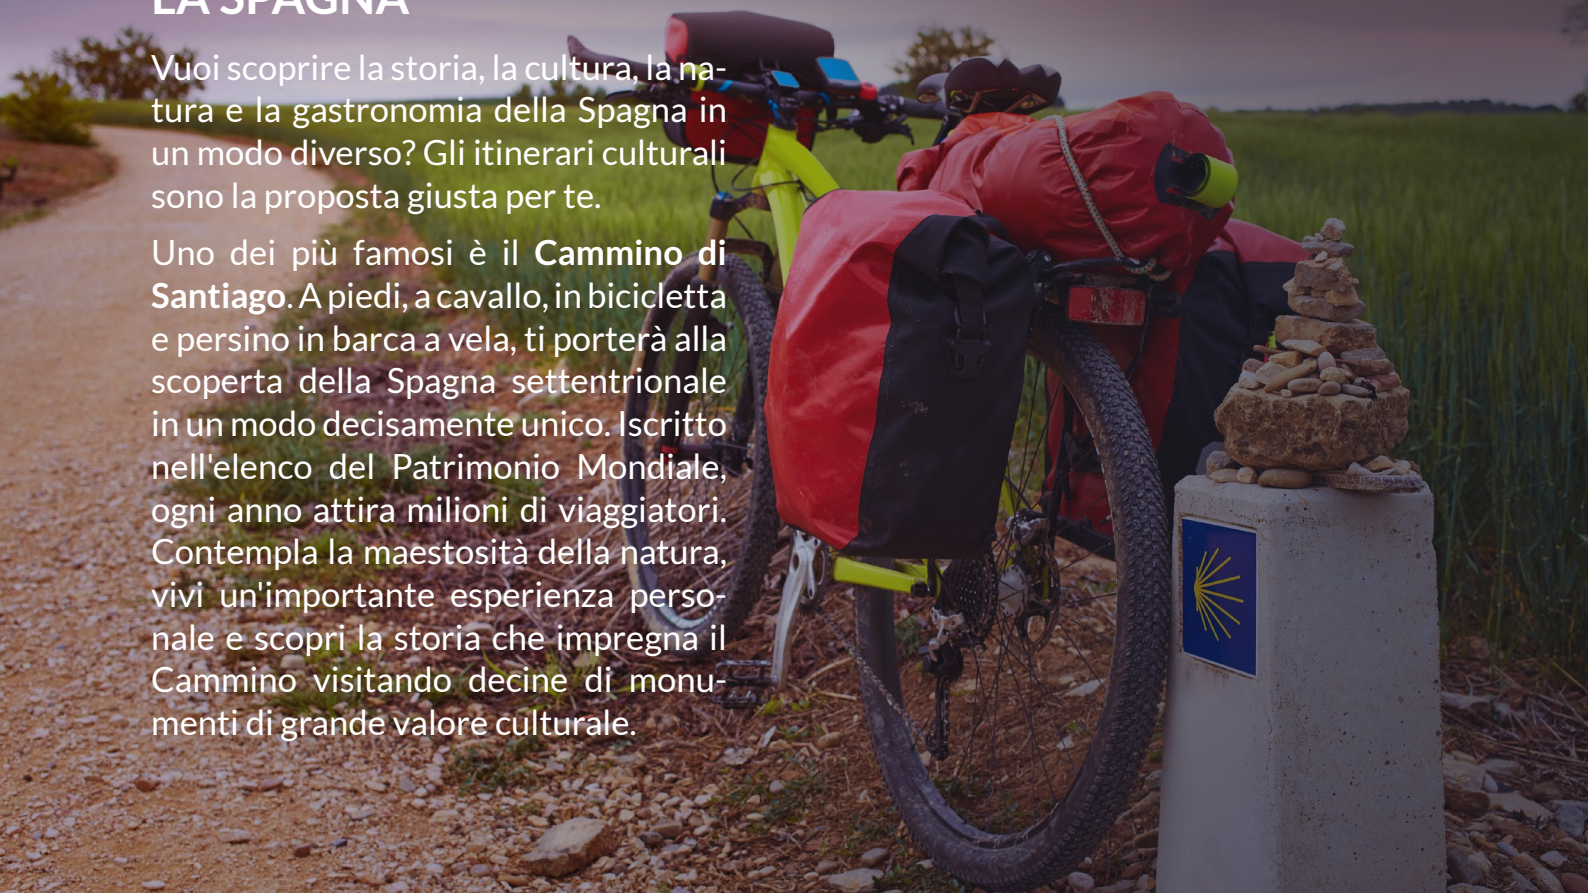 LA SPAGNA
Vuoi scoprire la storia, la cultura, la na-
tura e la gastronomia della Spagna in
un modo diverso? Gli itinerari culturali
sono la proposta giusta per te.
Uno dei più famosi è il Cammino di
Santiago. A piedi, a cavallo, in bicicletta
e persino in barca a vela, ti porterà alla
scoperta della Spagna settentrionale
in un modo decisamente unico. Iscritto
nell'elenco del Patrimonio Mondiale,
ogni anno attira milioni di viaggiatori.
Contempla la maestosità della natura,
vivi un'importante esperienza perso-
nale e scopri la storia che impregna il
Cammino visitando decine di monu-
menti di grande valore culturale.